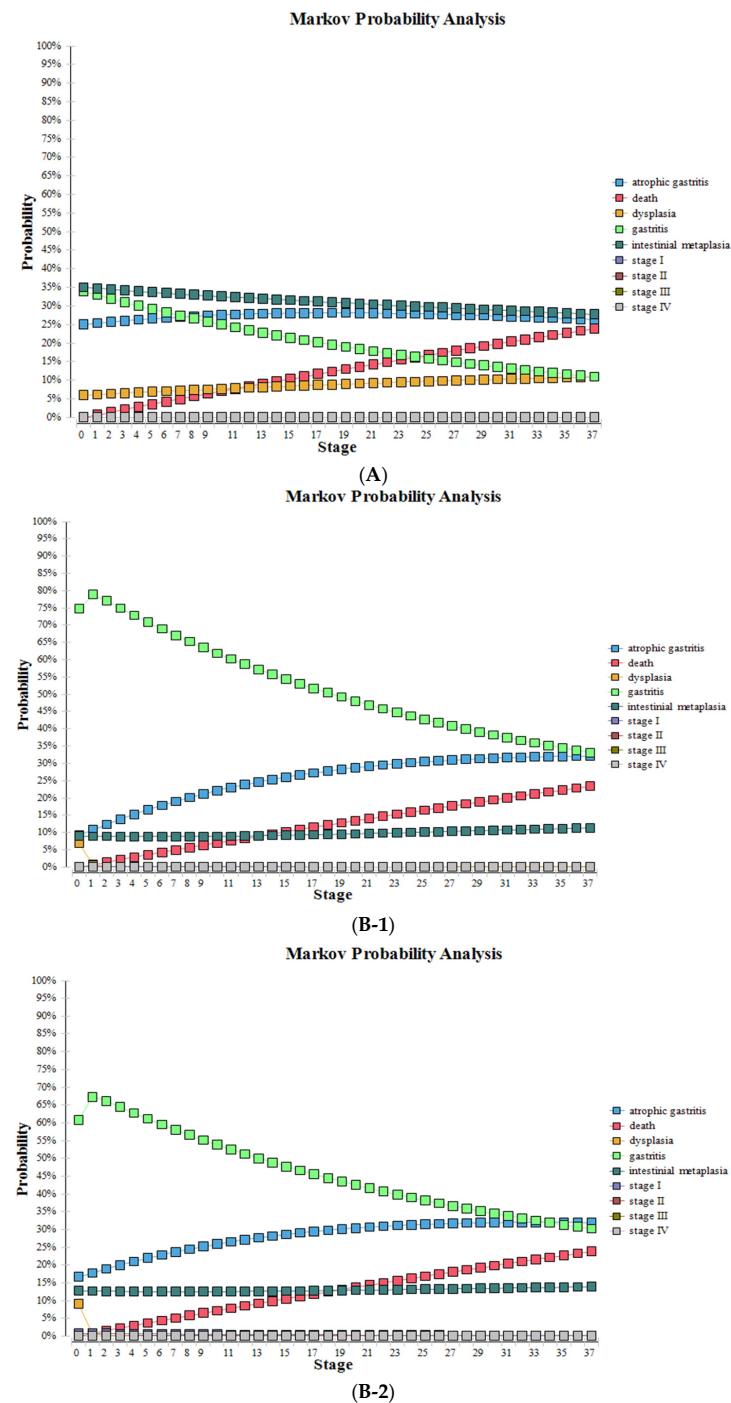 Markov Probability Analysis
100%
95%
90%
85%
80%
75%
70%
65%
60%
55%
50%
45%
40%
35%
30%
25%
20%
15%
10%
5%
0%
Probability
0 1 2 3 4 5 6 7 8 9 11 13 15 17 19 21 23 25 27 29 31 33 35 37
Stage
atrophic gastritis
death
dysplasia
gastritis
intestinial metaplasia
stage I
stage II
stage III
stage IV
(A)
Markov Probability Analysis
100%
95%
90%
85%
80%
75%
70%
65%
60%
55%
50%
45%
40%
35%
30%
25%
20%
15%
10%
5%
0%
Probability
0 1 2 3 4 5 6 7 8 9 11 13 15 17 19 21 23 25 27 29 31 33 35 37
Stage
atrophic gastritis
death
dysplasia
gastritis
intestinial metaplasia
stage I
stage II
stage III
stage IV
(B-1)
Markov Probability Analysis
100%
95%
90%
85%
80%
75%
70%
65%
60%
55%
50%
45%
40%
35%
30%
25%
20%
15%
10%
5%
0%
Probability
0 1 2 3 4 5 6 7 8 9 11 13 15 17 19 21 23 25 27 29 31 33 35 37
Stage
atrophic gastritis
death
dysplasia
gastritis
intestinial metaplasia
stage I
stage II
stage III
stage IV
(B-2)